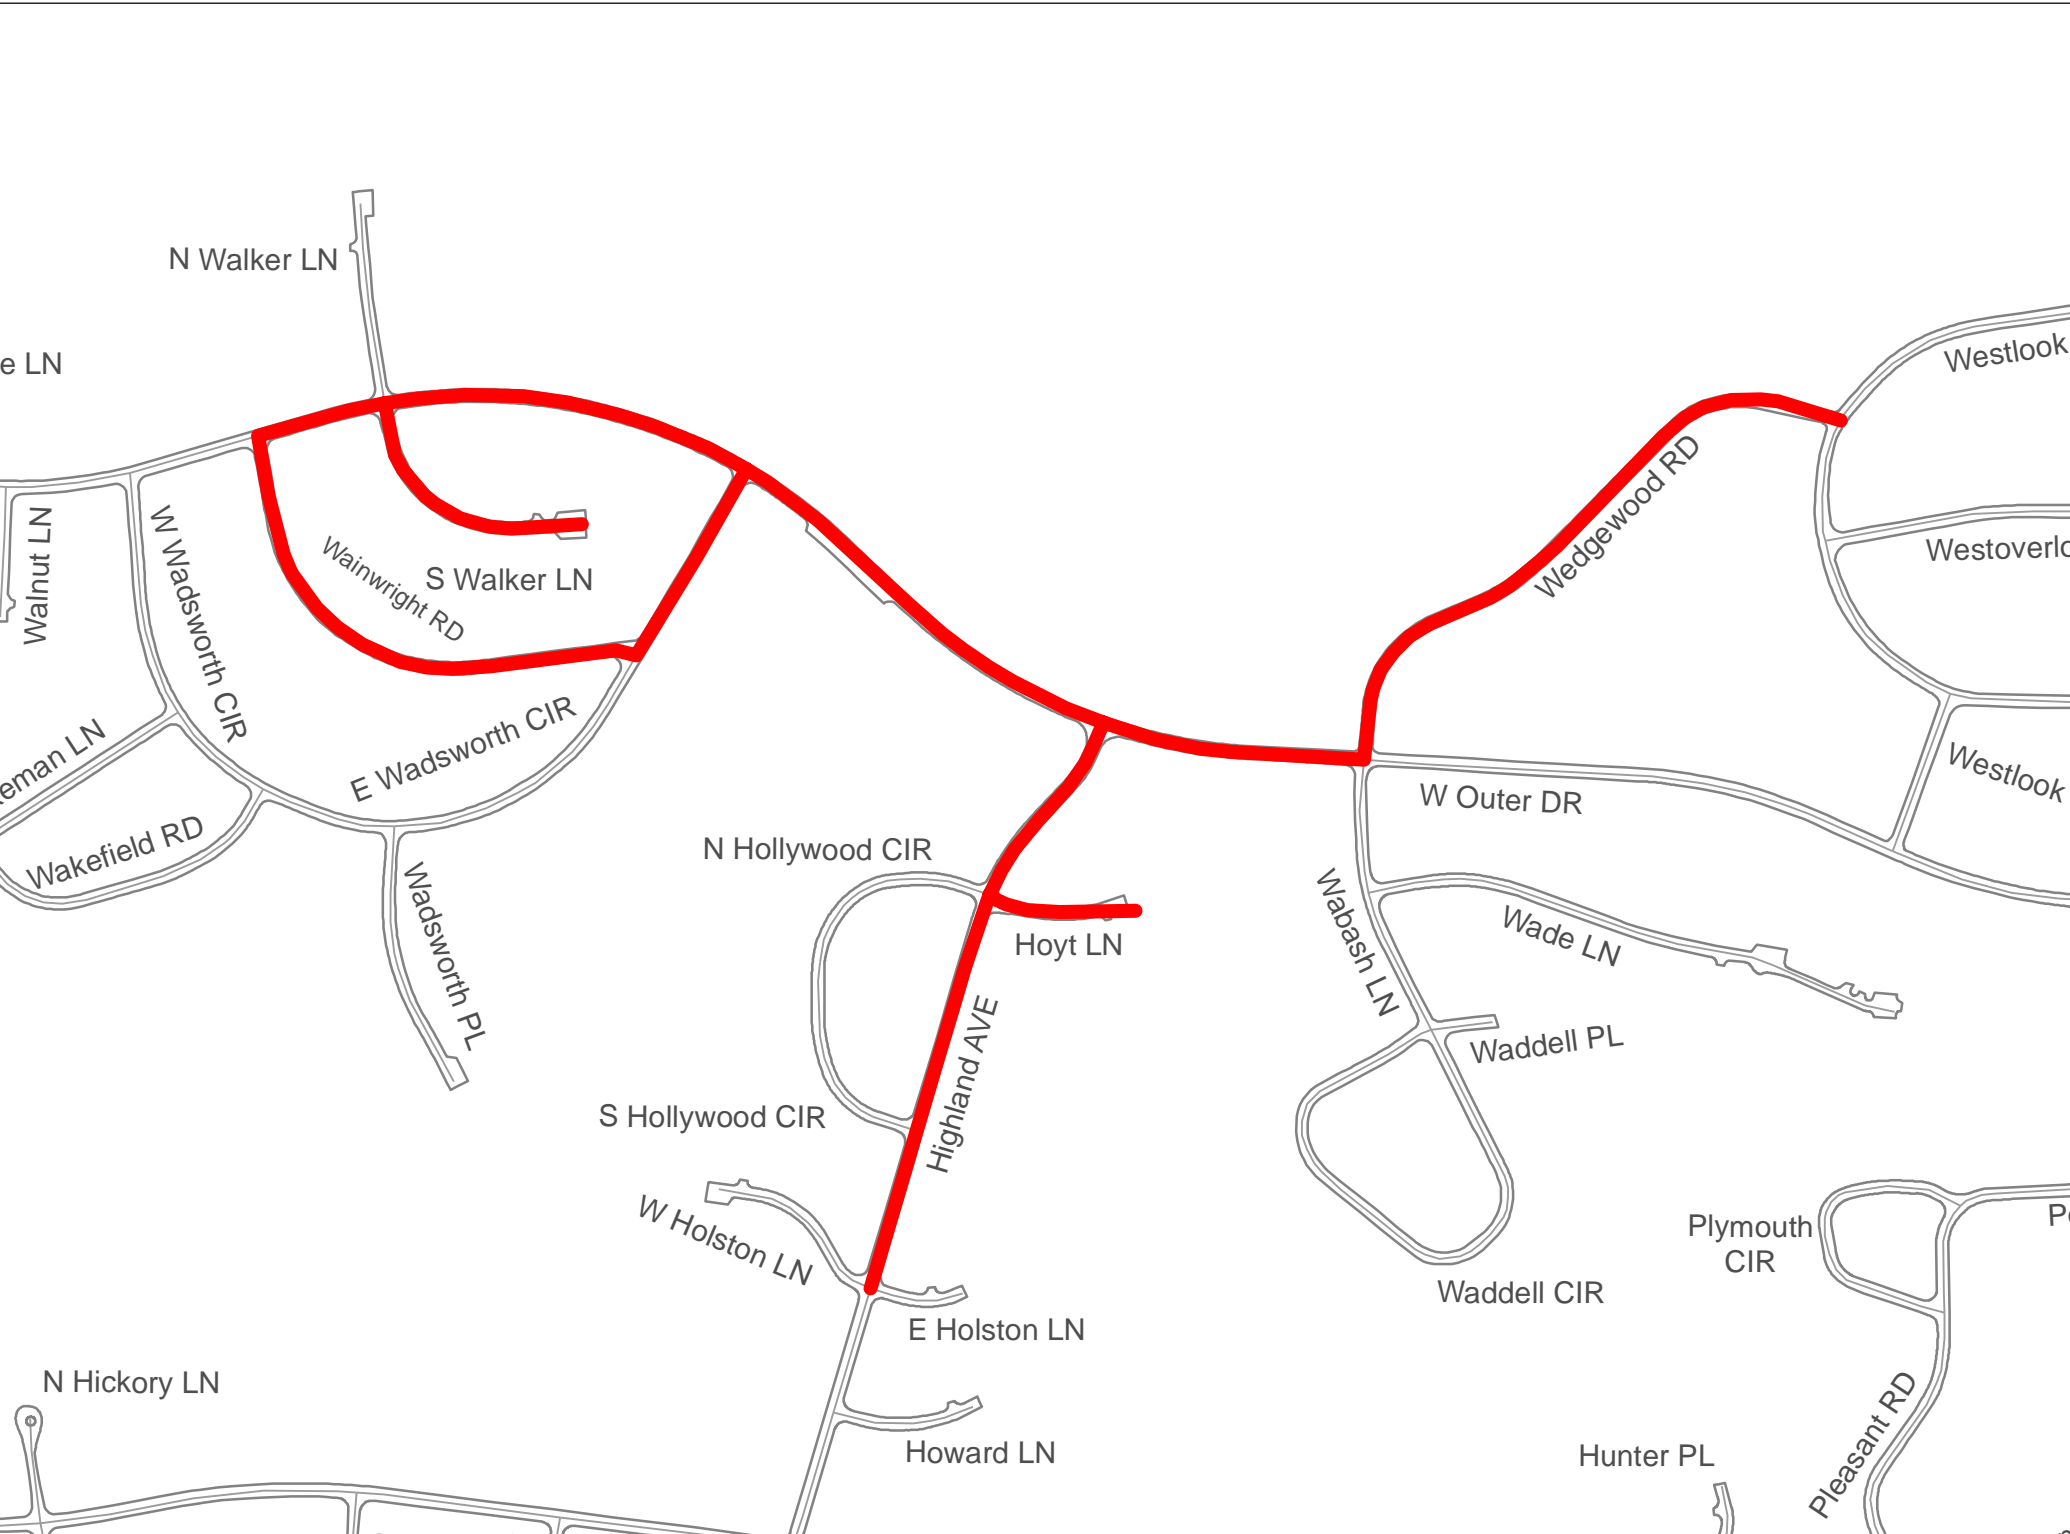 N Walker LN
e LN
Westlook
Walnut LN
W Wadsworth CIR
Wainwright RD
S Walker LN
Wedgewood RD
Westoverlo
E Wadsworth CIR
eman LN
Westlook
W Outer DR
Wakefield RD
N Hollywood CIR
Wadsworth PL
Wabash LN
Wade LN
Hoyt LN
Highland AVE
Waddell PL
S Hollywood CIR
W Holston LN
Plymouth
CIR
Waddell CIR
E Holston LN
N Hickory LN
Howard LN
Pleasant RD
Hunter PL